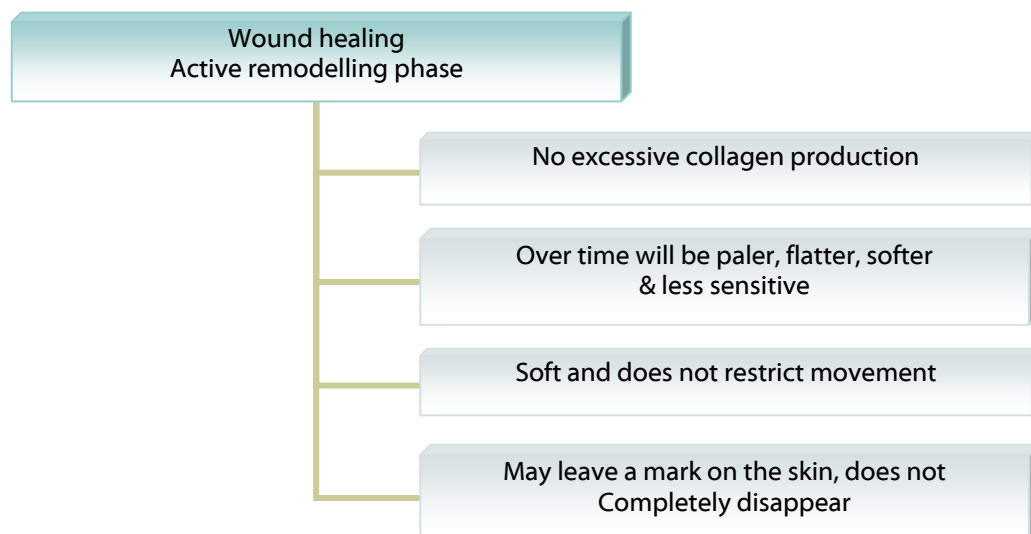 Wound healing
Active remodelling phase
No excessive collagen production
Over time will be paler, flatter, softer
& less sensitive
Soft and does not restrict movement
May leave a mark on the skin, does not
Completely disappear